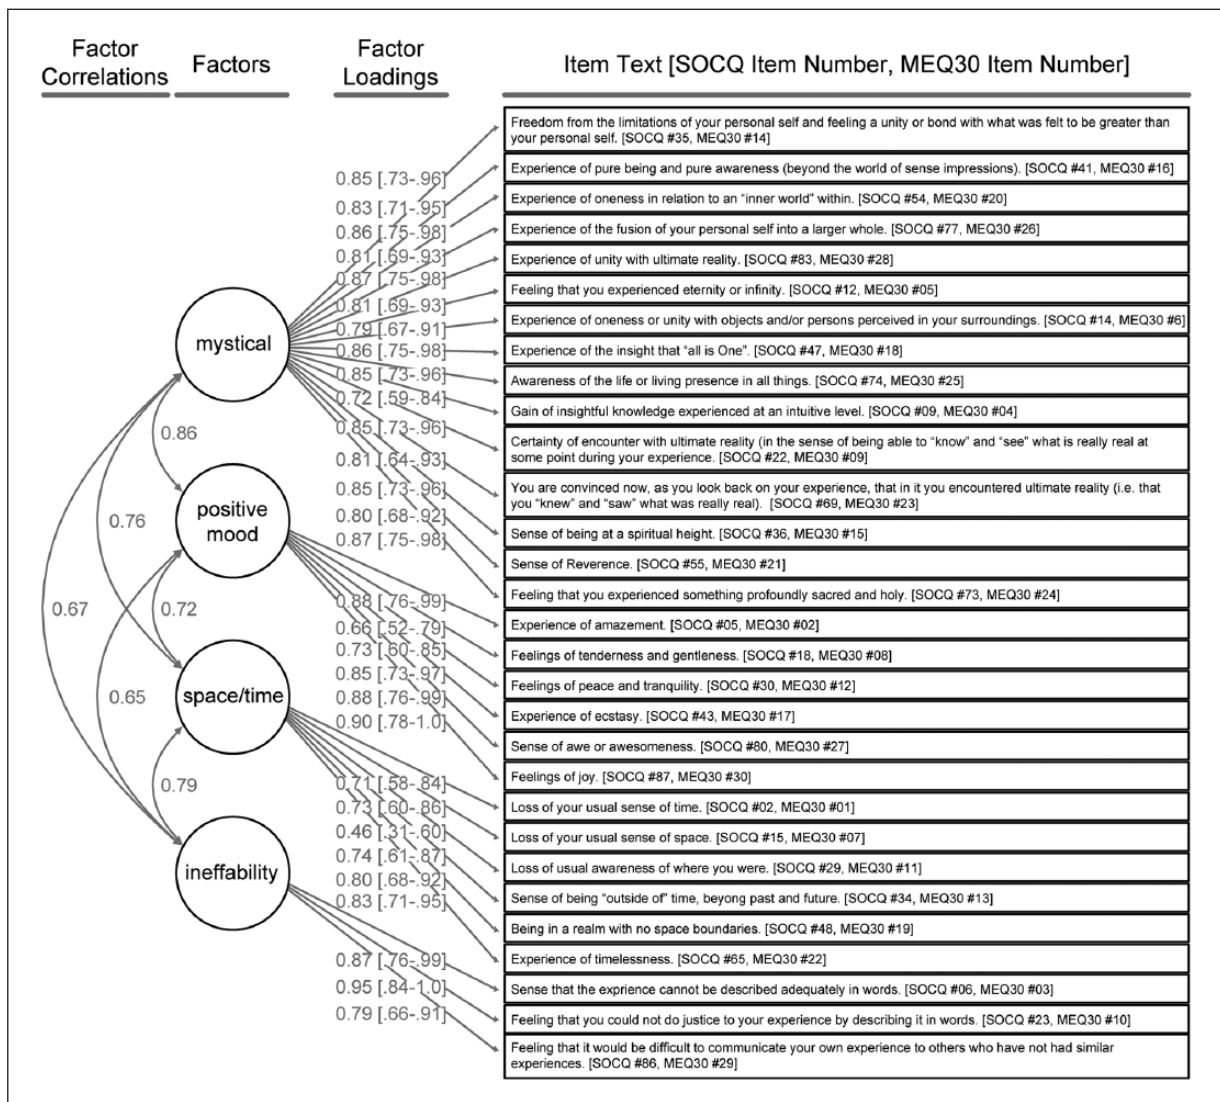 Factor
Correlations
Factors
Factor
Loadings
Item Text [SOCQ Item Number, MEQ30 Item Number]
mystical
positive
mood
space/time
ineffability
0.86
0.76
0.72
0.67
0.65
0.79
0.85 [.73-.96]
0.83 [.71-.95]
0.86 [.75-.98]
0.81 [.69-.93]
0.87 [.75-.98]
0.81 [.69-.93]
0.79 [.67-.91]
0.86 [.75-.98]
0.85 [.73-.96]
0.72 [.59-.84]
0.85 [.73-.96]
0.81 [.64-.93]
0.85 [.73-.96]
0.80 [.68-.92]
0.87 [.75-.98]
0.88 [.76-.99]
0.66 [.52-.79]
0.73 [.60-.85]
0.85 [.73-.97]
0.88 [.76-.99]
0.90 [.78-1.0]
0.71 [.58-.84]
0.73 [.60-.86]
0.46 [.31-.60]
0.74 [.61-.87]
0.80 [.68-.92]
0.83 [.71-.95]
0.87 [.76-.99]
0.95 [.84-1.0]
0.79 [.66-.91]
Freedom from the limitations of your personal self and feeling a unity or bond with what was felt to be greater than
your personal self. [SOCQ #35, MEQ30 #14]
Experience of pure being and pure awareness (beyond the world of sense impressions). [SOCQ #41, MEQ30 #16]
Experience of oneness in relation to an “inner world” within. [SOCQ #54, MEQ30 #20]
Experience of the fusion of your personal self into a larger whole. [SOCQ #77, MEQ30 #26]
Experience of unity with ultimate reality. [SOCQ #83, MEQ30 #28]
Feeling that you experienced eternity or infinity. [SOCQ #12, MEQ30 #05]
Experience of oneness or unity with objects and/or persons perceived in your surroundings. [SOCQ #14, MEQ30 #6]
Experience of the insight that “all is One”. [SOCQ #47, MEQ30 #18]
Awareness of the life or living presence in all things. [SOCQ #74, MEQ30 #25]
Gain of insightful knowledge experienced at an intuitive level. [SOCQ #09, MEQ30 #04]
Certainty of encounter with ultimate reality (in the sense of being able to “know” and “see” what is really real at
some point during your experience. [SOCQ #22, MEQ30 #09]
You are convinced now, as you look back on your experience, that in it you encountered ultimate reality (i.e. that
you “knew” and “saw” what was really real). [SOCQ #69, MEQ30 #23]
Sense of being at a spiritual height. [SOCQ #36, MEQ30 #15]
Sense of Reverence. [SOCQ #55, MEQ30 #21]
Feeling that you experienced something profoundly sacred and holy. [SOCQ #73, MEQ30 #24]
Experience of amazement. [SOCQ #05, MEQ30 #02]
Feelings of tenderness and gentleness. [SOCQ #18, MEQ30 #08]
Feelings of peace and tranquility. [SOCQ #30, MEQ30 #12]
Experience of ecstasy. [SOCQ #43, MEQ30 #17]
Sense of awe or awesomeness. [SOCQ #80, MEQ30 #27]
Feelings of joy. [SOCQ #87, MEQ30 #30]
Loss of your usual sense of time. [SOCQ #02, MEQ30 #01]
Loss of your usual sense of space. [SOCQ #15, MEQ30 #07]
Loss of usual awareness of where you were. [SOCQ #29, MEQ30 #11]
Sense of being “outside of” time, beyong past and future. [SOCQ #34, MEQ30 #13]
Being in a realm with no space boundaries. [SOCQ #48, MEQ30 #19]
Experience of timelessness. [SOCQ #65, MEQ30 #22]
Sense that the exprience cannot be described adequately in words. [SOCQ #06, MEQ30 #03]
Feeling that you could not do justice to your experience by describing it in words. [SOCQ #23, MEQ30 #10]
Feeling that it would be difficult to communicate your own experience to others who have not had similar
experiences. [SOCQ #86, MEQ30 #29]